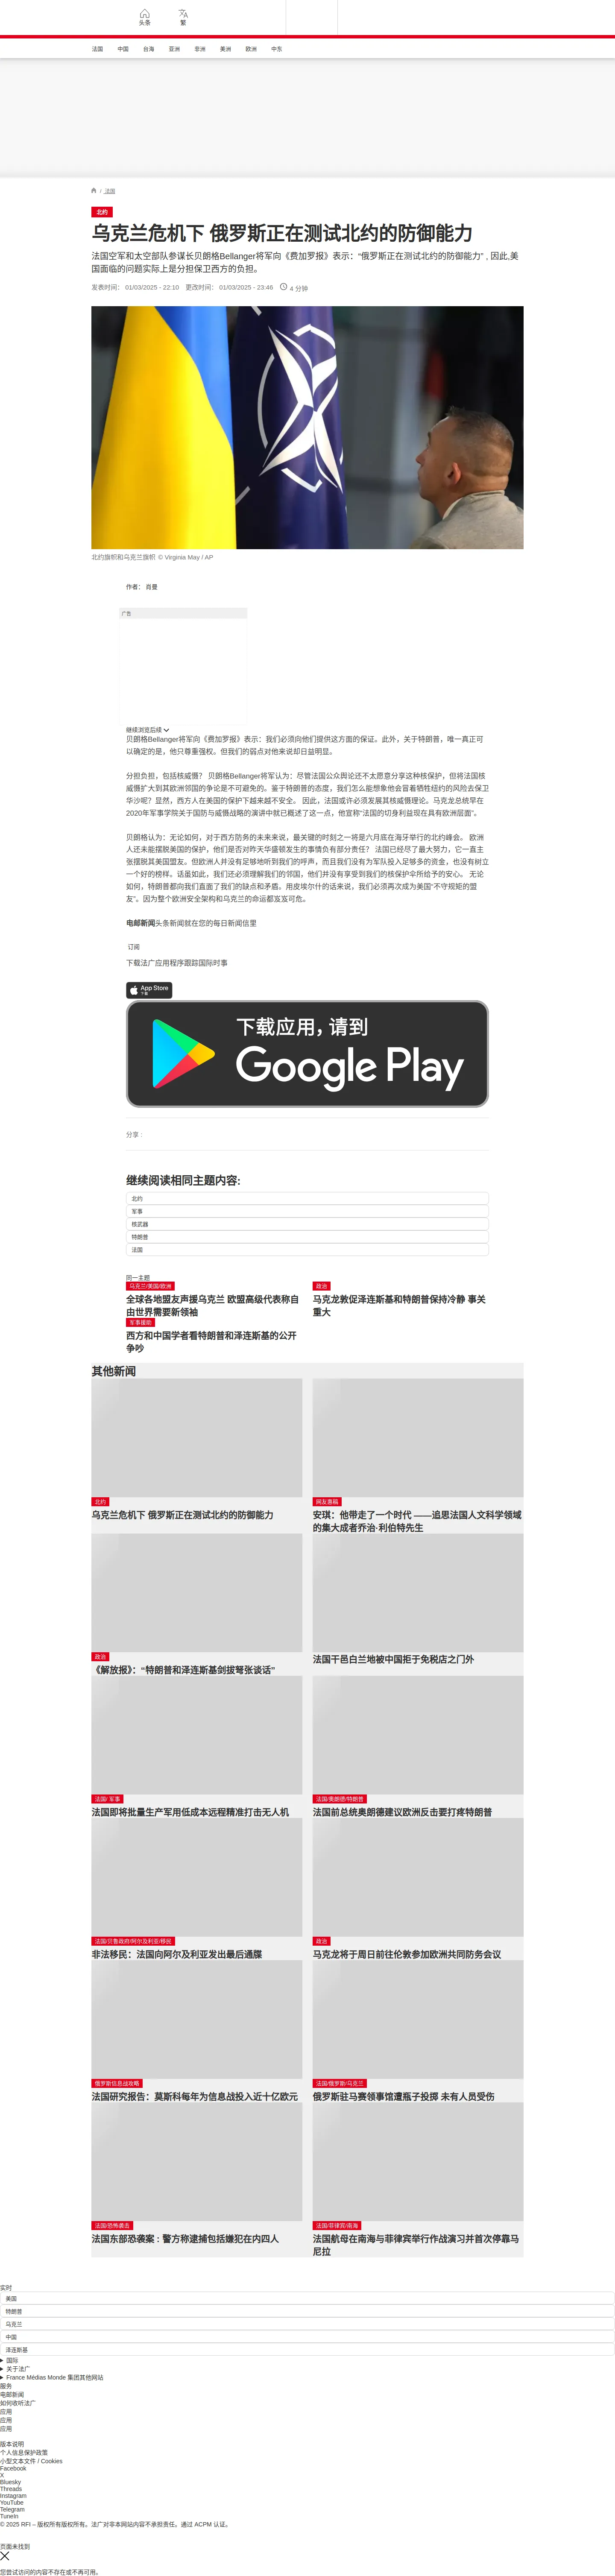 头条
繁
法国
中国
台海
亚洲
非洲
美洲
欧洲
中东
/ 法国
北约
乌克兰危机下 俄罗斯正在测试北约的防御能力
法国空军和太空部队参谋长贝朗格Bellanger将军向《费加罗报》表示：“俄罗斯正在测试北约的防御能力” , 因此,美
国面临的问题实际上是分担保卫西方的负担。
发表时间： 01/03/2025 - 22:10 更改时间： 01/03/2025 - 23:46 4 分钟
北约旗帜和乌克兰旗帜 © Virginia May / AP
作者： 肖曼
广告
继续浏览后续
贝朗格Bellanger将军向《费加罗报》表示：我们必须向他们提供这方面的保证。此外，关于特朗普，唯一真正可
以确定的是，他只尊重强权。但我们的弱点对他来说却日益明显。
分担负担，包括核威慑？ 贝朗格Bellanger将军认为：尽管法国公众舆论还不太愿意分享这种核保护，但将法国核
威慑扩大到其欧洲邻国的争论是不可避免的。鉴于特朗普的态度，我们怎么能想象他会冒着牺牲纽约的风险去保卫
华沙呢？显然，西方人在美国的保护下越来越不安全。 因此，法国或许必须发展其核威慑理论。马克龙总统早在
2020年军事学院关于国防与威慑战略的演讲中就已概述了这一点，他宣称“法国的切身利益现在具有欧洲层面”。
贝朗格认为：无论如何，对于西方防务的未来来说，最关键的时刻之一将是六月底在海牙举行的北约峰会。 欧洲
人还未能摆脱美国的保护，他们是否对昨天华盛顿发生的事情负有部分责任？ 法国已经尽了最大努力，它一直主
张摆脱其美国盟友。但欧洲人并没有足够地听到我们的呼声，而且我们没有为军队投入足够多的资金，也没有树立
一个好的榜样。话虽如此，我们还必须理解我们的邻国，他们并没有享受到我们的核保护伞所给予的安心。 无论
如何，特朗普都向我们直面了我们的缺点和矛盾。用皮埃尔什的话来说，我们必须再次成为美国“不守规矩的盟
友”。因为整个欧洲安全架构和乌克兰的命运都岌岌可危。
电邮新闻头条新闻就在您的每日新闻信里
订阅
下载法广应用程序跟踪国际时事
App Store
下载
下载应用，请到
Google Play
分享 :
继续阅读相同主题内容:
北约
军事
核武器
特朗普
法国
同一主题
乌克兰/美国/欧洲
全球各地盟友声援乌克兰 欧盟高级代表称自
由世界需要新领袖
政治
马克龙敦促泽连斯基和特朗普保持冷静 事关
重大
军事援助
西方和中国学者看特朗普和泽连斯基的公开
争吵
其他新闻
北约
乌克兰危机下 俄罗斯正在测试北约的防御能力
网友惠稿
安琪：他带走了一个时代 ——追思法国人文科学领域
的集大成者乔治·利伯特先生
政治
《解放报》：“特朗普和泽连斯基剑拔弩张谈话”
法国干邑白兰地被中国拒于免税店之门外
法国/ 军事
法国即将批量生产军用低成本远程精准打击无人机
法国/奥朗德/特朗普
法国前总统奥朗德建议欧洲反击要打疼特朗普
法国/贝鲁政府/阿尔及利亚/移民
非法移民：法国向阿尔及利亚发出最后通牒
政治
马克龙将于周日前往伦敦参加欧洲共同防务会议
俄罗斯信息战攻略
法国研究报告：莫斯科每年为信息战投入近十亿欧元
法国/俄罗斯/乌克兰
俄罗斯驻马赛领事馆遭瓶子投掷 未有人员受伤
法国/恐怖袭击
法国东部恐袭案 : 警方称逮捕包括嫌犯在内四人
法国/菲律宾/南海
法国航母在南海与菲律宾举行作战演习并首次停靠马
尼拉
实时
美国
特朗普
乌克兰
中国
泽连斯基
国际
关于法广
France Médias Monde 集团其他网站
服务
电邮新闻
如何收听法广
应用
应用
应用
版本说明
个人信息保护政策
小型文本文件 / Cookies
Facebook
X
Bluesky
Threads
Instagram
YouTube
Telegram
TuneIn
© 2025 RFI – 版权所有版权所有。法广对非本网站内容不承担责任。通过 ACPM 认证。
页面未找到
您尝试访问的内容不存在或不再可用。